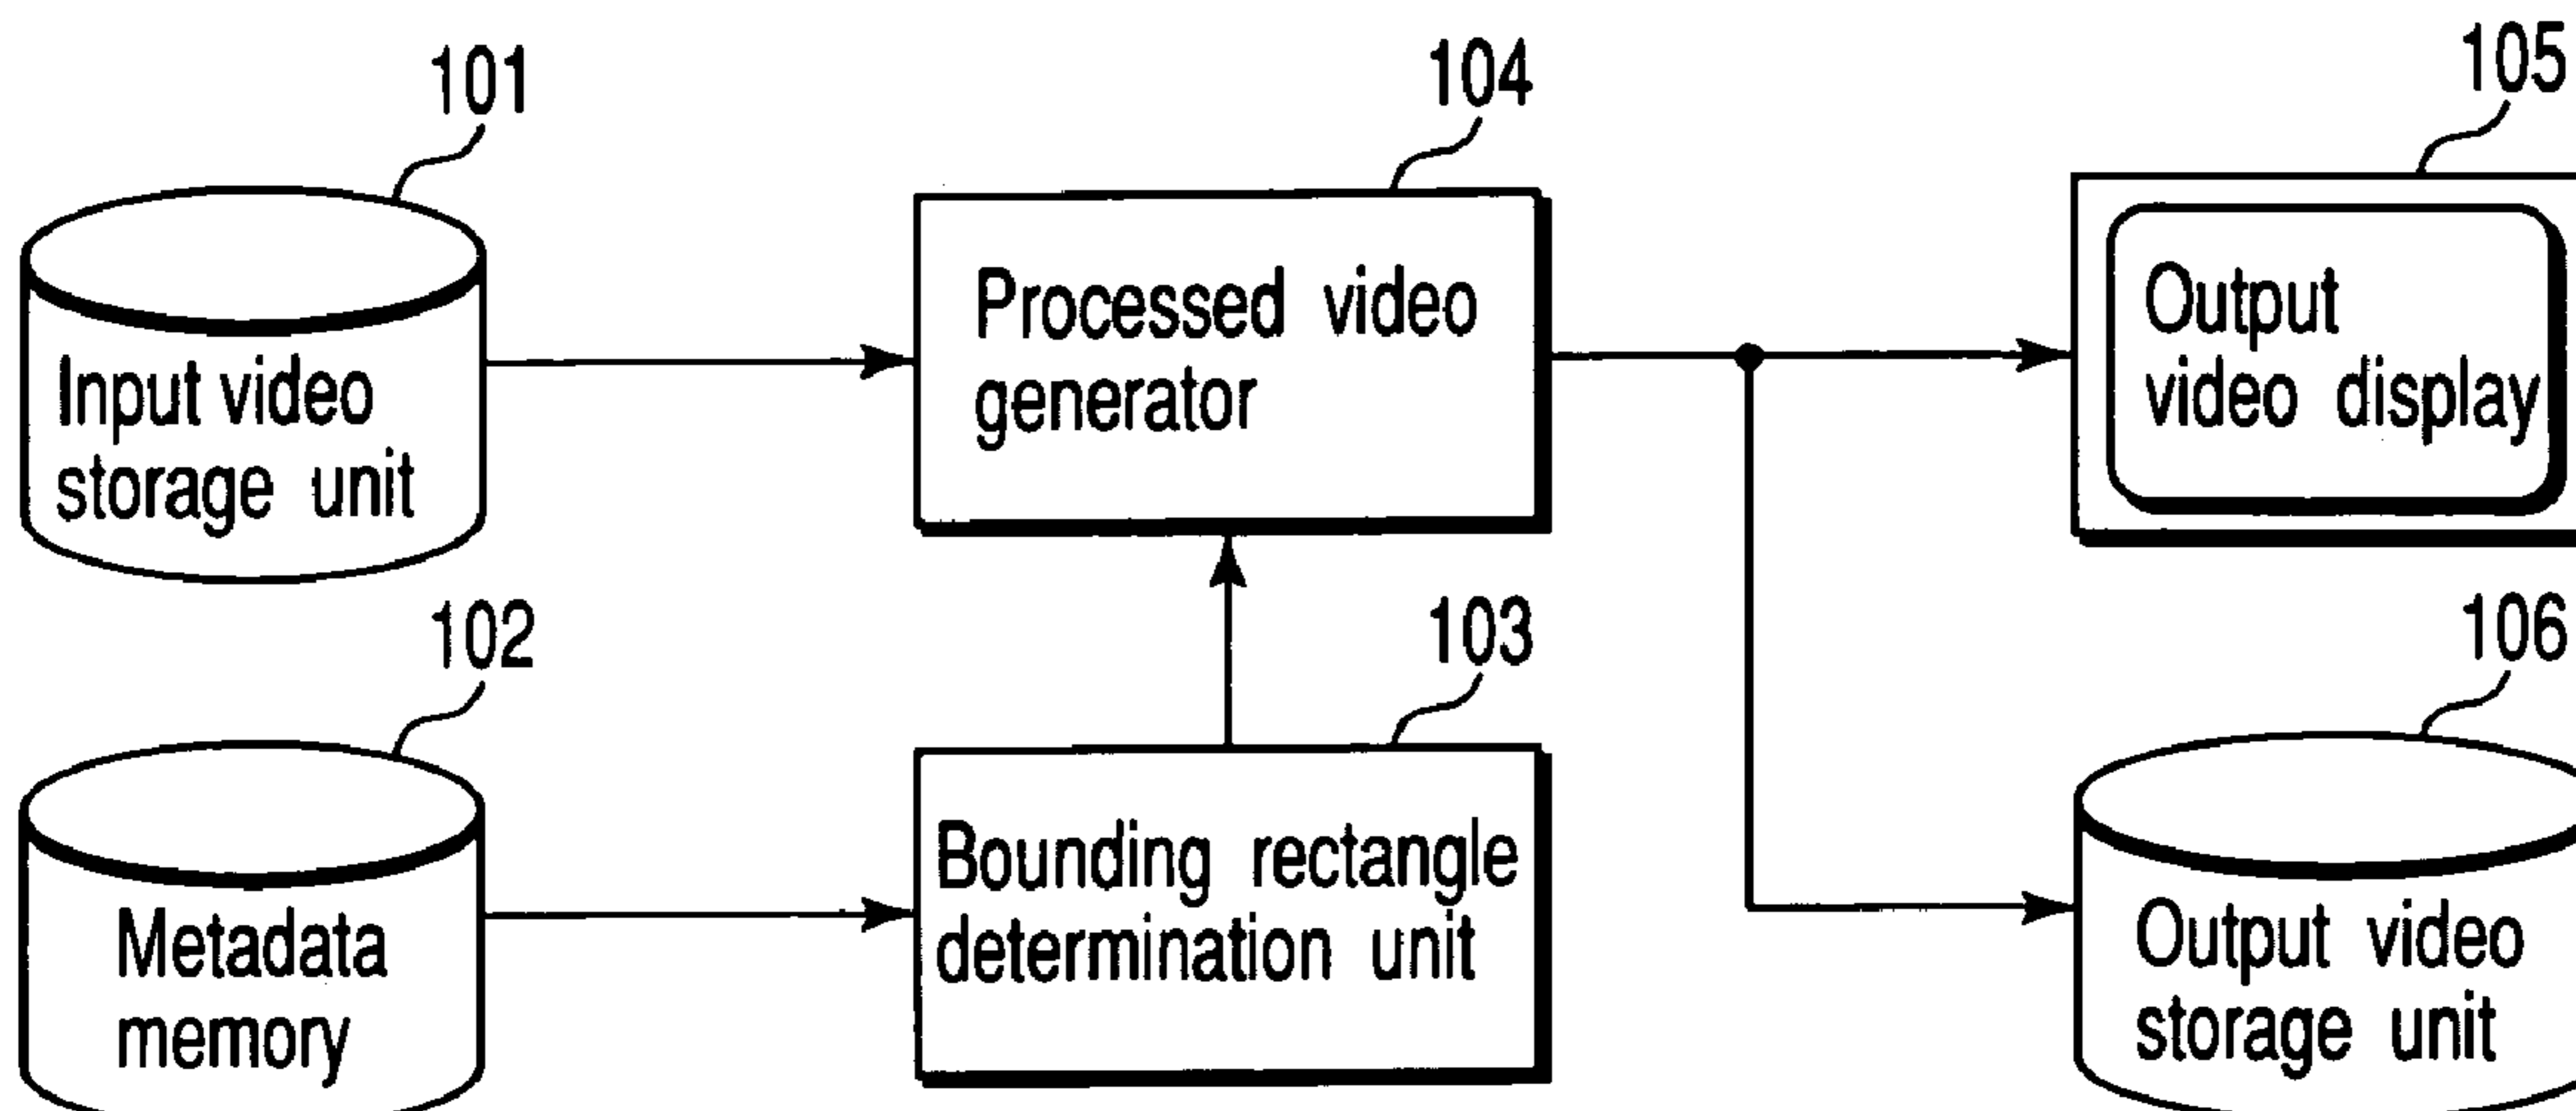 101
Input video
storage unit
104
Processed video
generator
105
Output
video display
102
Metadata
memory
103
Bounding rectangle
determination unit
106
Output video
storage unit